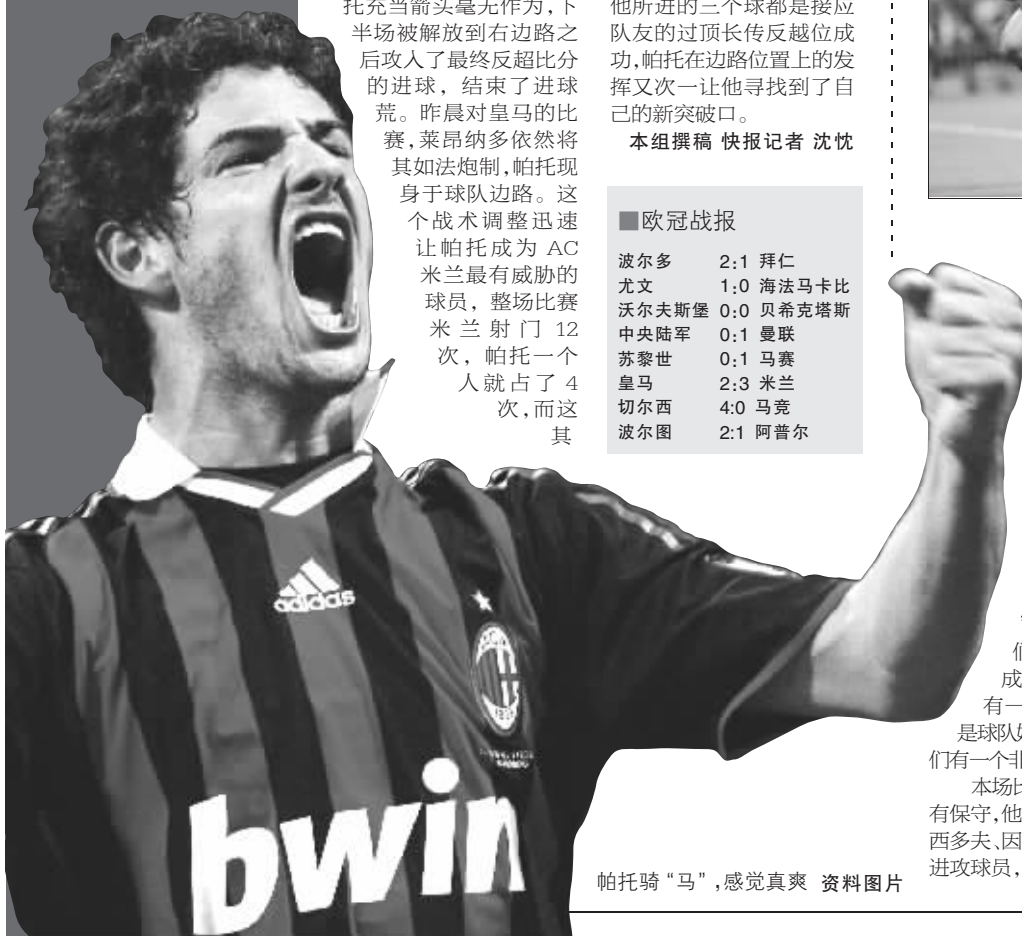 托充当箭头毫无作为，下
半场被解放到右边路之
后攻入了最终反超比分
的进球，结束了进球
荒。昨晨对皇马的比
赛，莱昂纳多依然将
其如法炮制，帕托现
身于球队边路。这
个战术调整迅速
让帕托成为 AC
米兰最有威胁的
球员，整场比赛
米兰射门 12
次，帕托一个
人就占了 4
次，而这
其
他所进的三个球都是接应
队友的过顶长传反越位成
功，帕托在边路位置上的发
挥又次一让他寻找到了自
己的新突破口。
本组撰稿 快报记者 沈忱
■欧冠战报
波尔多 2:1 拜仁
尤文 1:0 海法马卡比
沃尔夫斯堡 0:0 贝希克塔斯
中央陆军 0:1 曼联
苏黎世 0:1 马赛
皇马 2:3 米兰
切尔西 4:0 马竞
波尔图 2:1 阿普尔
adidas
bwin
帕托骑“马”，感觉真爽 资料图片
们
成
有一
是球队
们有一个非
本场比
有保守，他
西多夫、因
进攻球员，